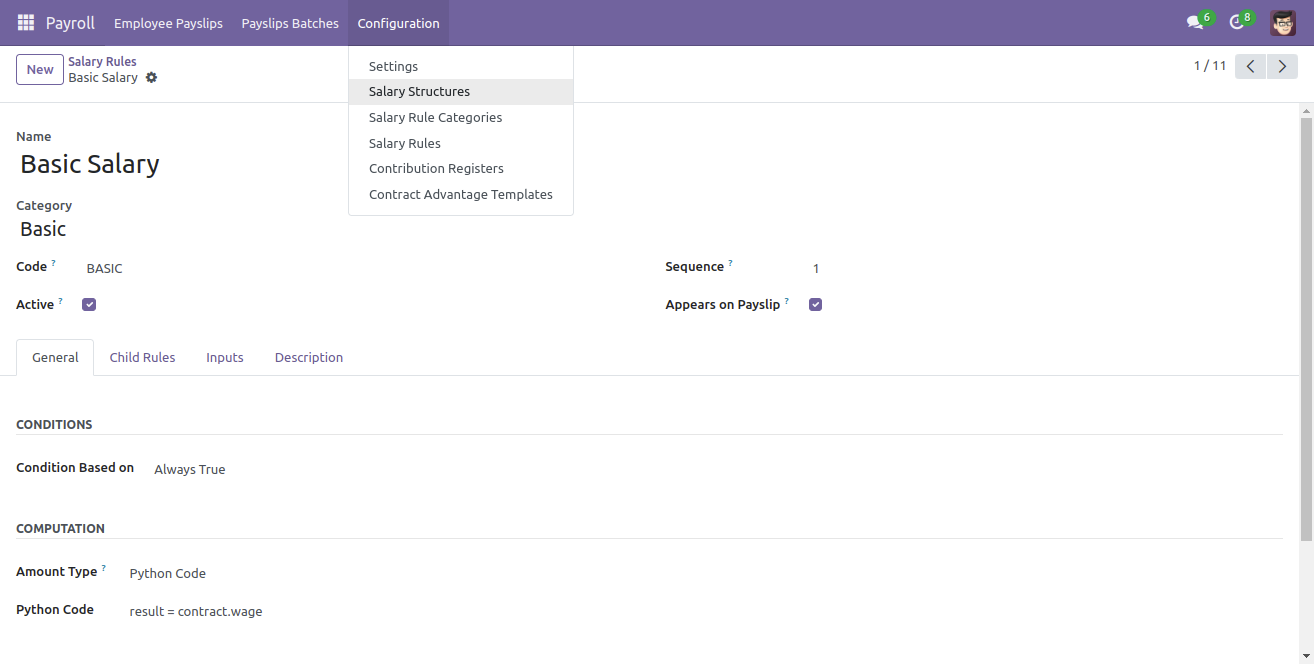 Payroll Employee Payslips Payslips Batches Configuration 6 8
New Salary Rules
Basic Salary
1 / 11
Settings
Salary Structures
Salary Rule Categories
Salary Rules
Contribution Registers
Contract Advantage Templates
Name
Basic Salary
Category
Basic
Code ? BASIC Sequence ? 1
Active ? Appears on Payslip ?
General Child Rules Inputs Description
CONDITIONS
Condition Based on Always True
COMPUTATION
Amount Type ? Python Code
Python Code result = contract.wage